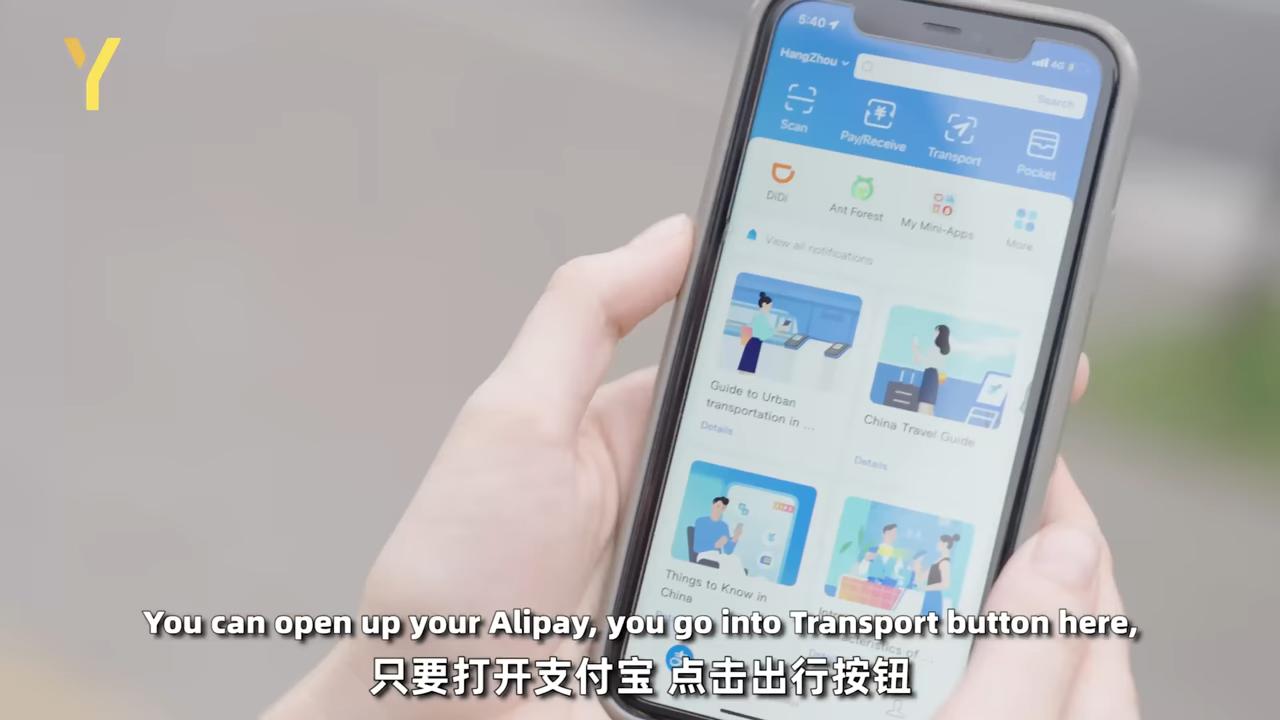 Y
5:40
4G
HangZhou
Search
Scan
Pay/Receive
Transport
Pocket
DiDi
Ant Forest
My Mini-Apps
More
View all notifications
Guide to Urban
transportation in ...
Details
China Travel Guide
Details
Things to Know in
China
You can open up your Alipay, you go into Transport button here,
只要打开支付宝 点击出行按钮